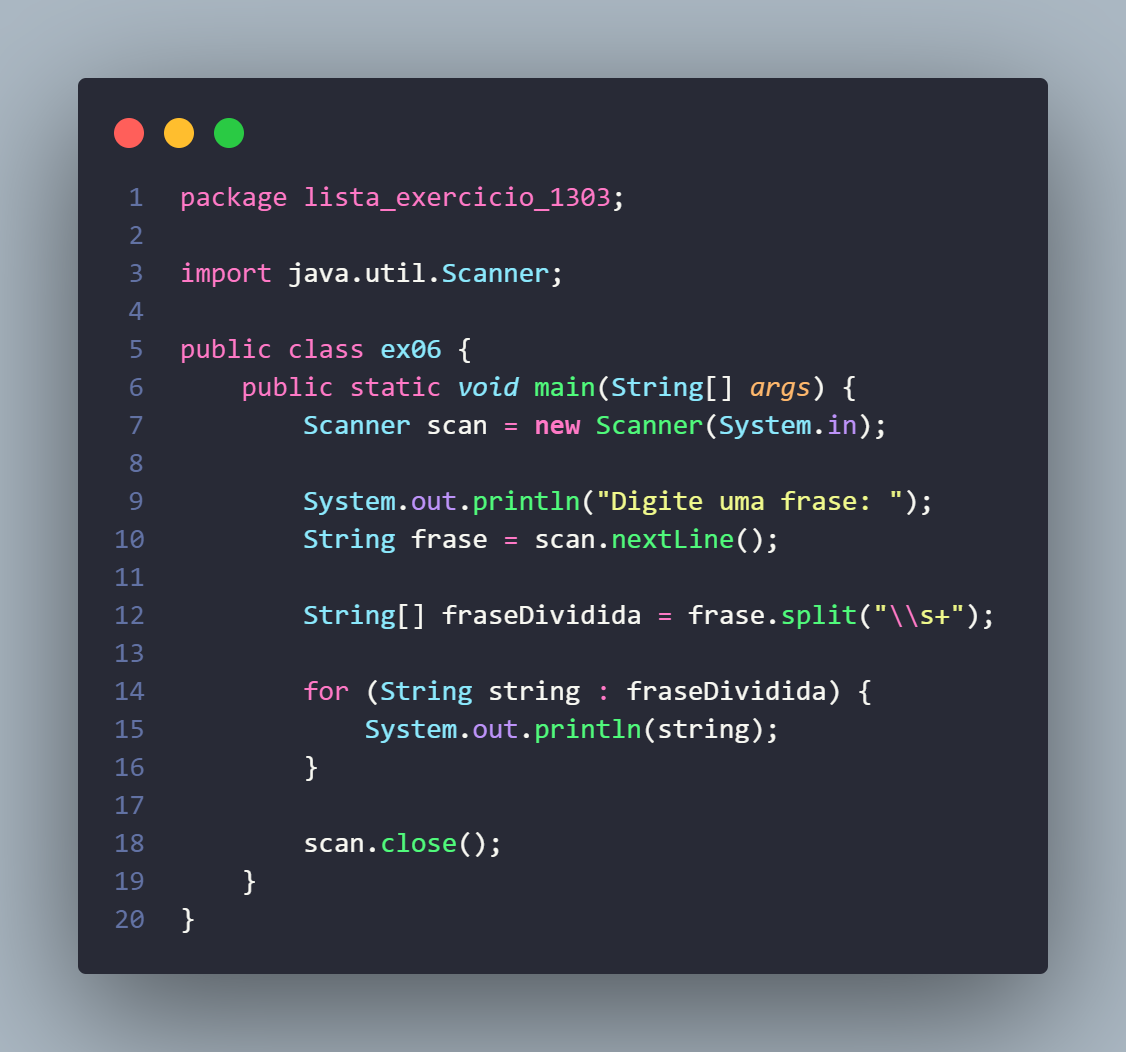 1 package lista_exercicio_1303;
2
3 import java.util.Scanner;
4
5 public class ex06 {
6     public static void main(String[] args) {
7         Scanner scan = new Scanner(System.in);
8
9         System.out.println("Digite uma frase: ");
10         String frase = scan.nextLine();
11
12         String[] fraseDividida = frase.split("\\s+");
13
14         for (String string : fraseDividida) {
15             System.out.println(string);
16         }
17
18         scan.close();
19     }
20 }